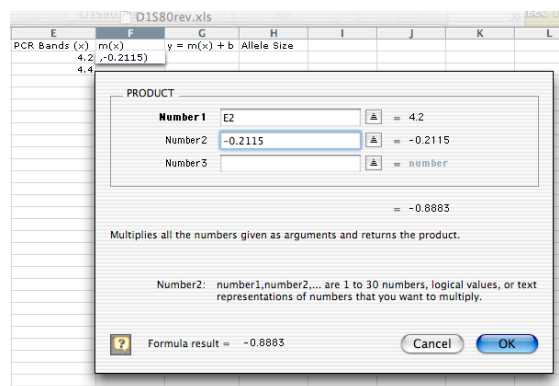 D1S80rev.xls
E F G H I J K L
PCR Bands (x) m(x) y = m(x) + b Allele Size
4.2 ,-0.2115)
4.4
PRODUCT
Number1 E2 = 4.2
Number2 -0.2115 = -0.2115
Number3 = number
= -0.8883
Multiplies all the numbers given as arguments and returns the product.
Number2: number1,number2,... are 1 to 30 numbers, logical values, or text
representations of numbers that you want to multiply.
? Formula result = -0.8883 Cancel OK